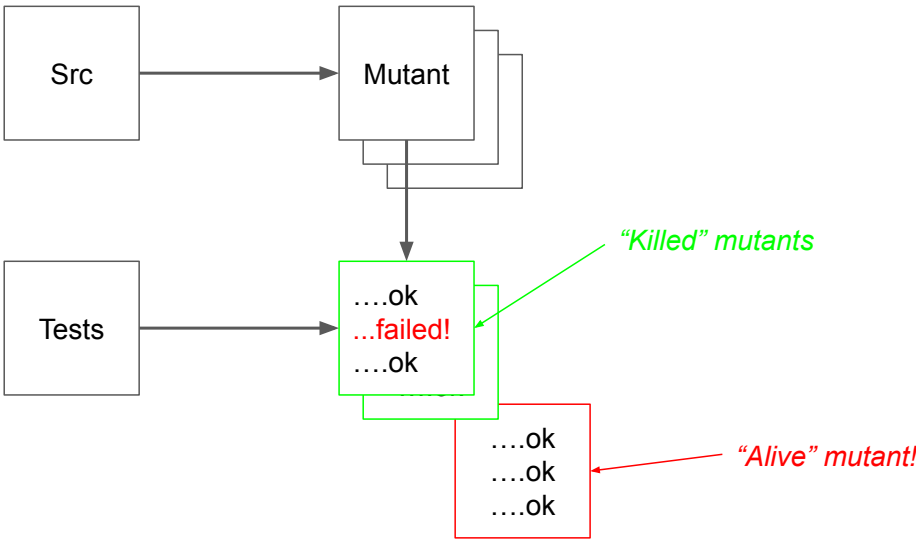 Src
Mutant
“Killed” mutants
Tests
….ok
...failed!
….ok
….ok
….ok
….ok
“Alive” mutant!